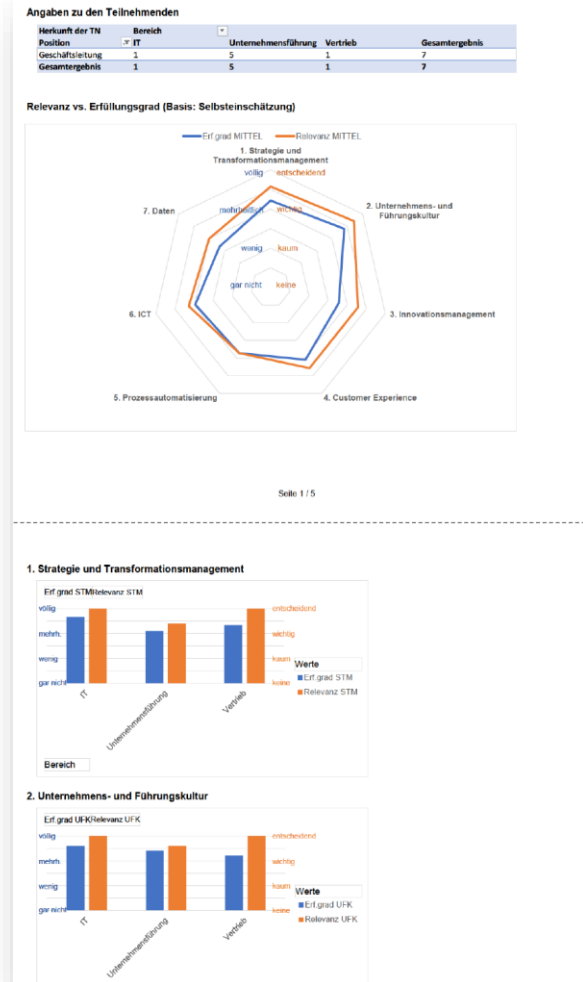 Angaben zu den Teilnehmenden
Herkunft der TN Bereich
Position IT Unternehmensführung Vertrieb Gesamtergebnis
Geschäftsleitung 1 5 1 7
Gesamtergebnis 1 5 1 7
Relevanz vs. Erfüllungsgrad (Basis: Selbsteinschätzung)
Erf.grad MITTEL Relevanz MITTEL
1. Strategie und
Transformationsmanagement
völlig entscheidend
7. Daten mehrheitlich wichtig 2. Unternehmens- und
Führungskultur
wenig kaum
gar nicht keine
6. ICT 3. Innovationsmanagement
5. Prozessautomatisierung 4. Customer Experience
Seite 1 / 5
1. Strategie und Transformationsmanagement
Erf.grad STM Relevanz STM
völlig entscheidend
mehrh. wichtig
wenig kaum
gar nicht keine
Werte
Erf.grad STM
Relevanz STM
IT Unternehmensführung Vertrieb
Bereich
2. Unternehmens- und Führungskultur
Erf.grad UFK Relevanz UFK
völlig entscheidend
mehrh. wichtig
wenig kaum
gar nicht keine
Werte
Erf.grad UFK
Relevanz UFK
IT Unternehmensführung Vertrieb